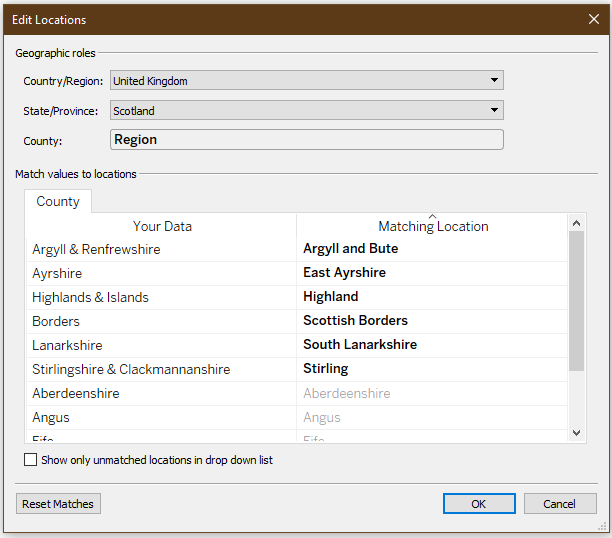 Edit Locations
Geographic roles
Country/Region: United Kingdom
State/Province: Scotland
County: Region
Match values to locations
County
Your Data Matching Location
Argyll & Renfrewshire Argyll and Bute
Ayrshire East Ayrshire
Highlands & Islands Highland
Borders Scottish Borders
Lanarkshire South Lanarkshire
Stirlingshire & Clackmannanshire Stirling
Aberdeenshire Aberdeenshire
Angus Angus
Fife Fife
Show only unmatched locations in drop down list
Reset Matches OK Cancel